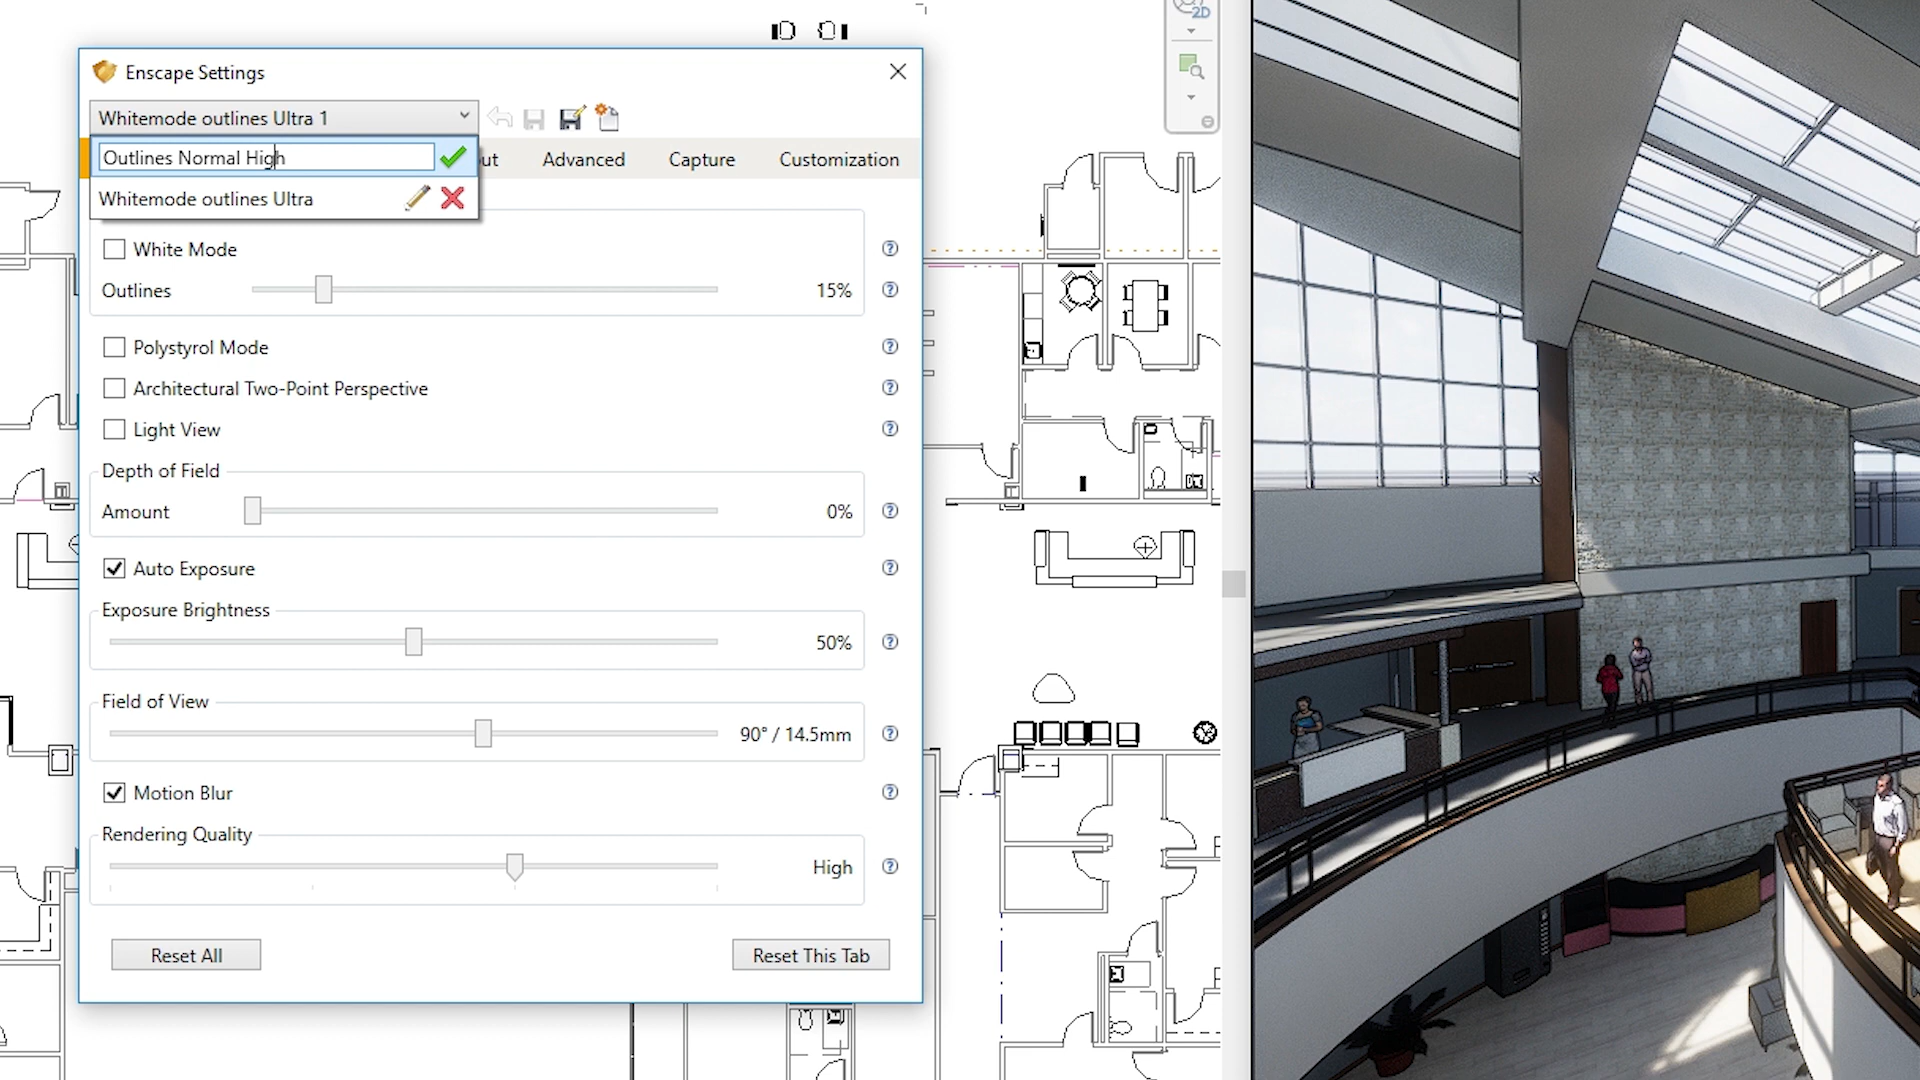 2D
Enscape Settings
Whitemode outlines Ultra 1
Outlines Normal High
Advanced
Capture
Customization
Whitemode outlines Ultra
White Mode
Outlines
15%
Polystyrol Mode
Architectural Two-Point Perspective
Light View
Depth of Field
Amount
0%
Auto Exposure
Exposure Brightness
50%
Field of View
90° / 14.5mm
Motion Blur
Rendering Quality
High
Reset All
Reset This Tab